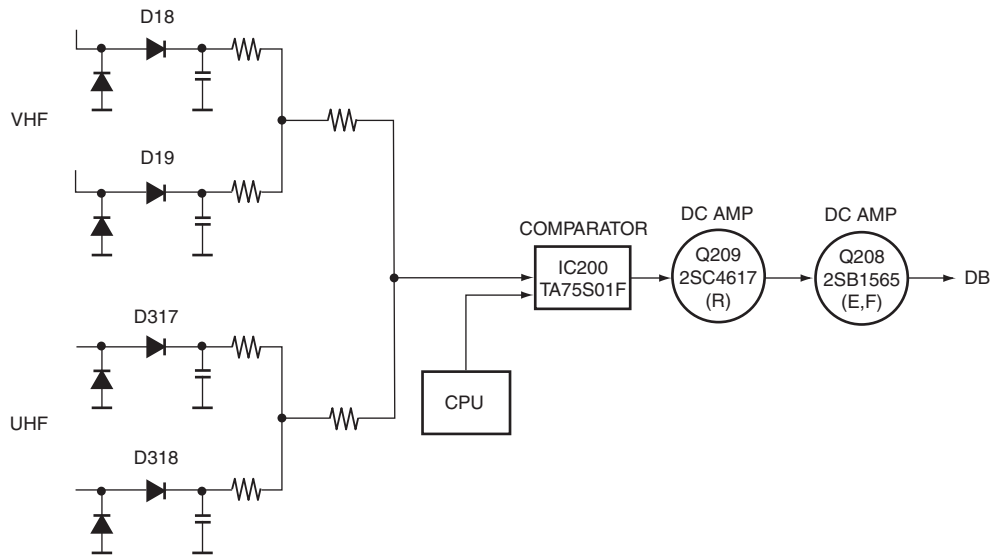 D18
VHF
D19
COMPARATOR
IC200
TA75S01F
DC AMP
Q209
2SC4617
(R)
DC AMP
Q208
2SB1565
(E,F)
DB
D317
CPU
UHF
D318